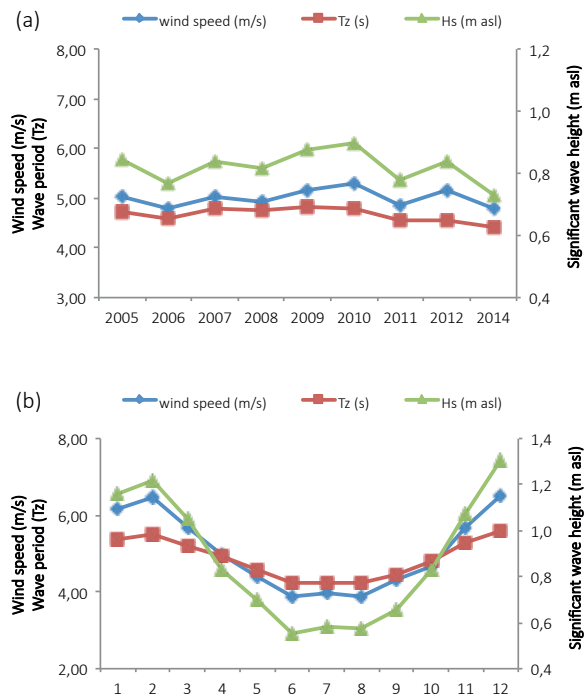 (a)
wind speed (m/s) Tz (s) Hs (m asl)
8,00 1,2
7,00 1,0
6,00 0,8
5,00 0,6
4,00 0,4
3,00
Wind speed (m/s)
Wave period (Tz)
Significant wave height (m asl)
2005 2006 2007 2008 2009 2010 2011 2012 2014
(b)
wind speed (m/s) Tz (s) Hs (m asl)
8,00 1,4
6,00 1,2
4,00 1,0
2,00 0,8
0,6
0,4
Wind speed (m/s)
Wave period (Tz)
Significant wave height (m asl)
1 2 3 4 5 6 7 8 9 10 11 12